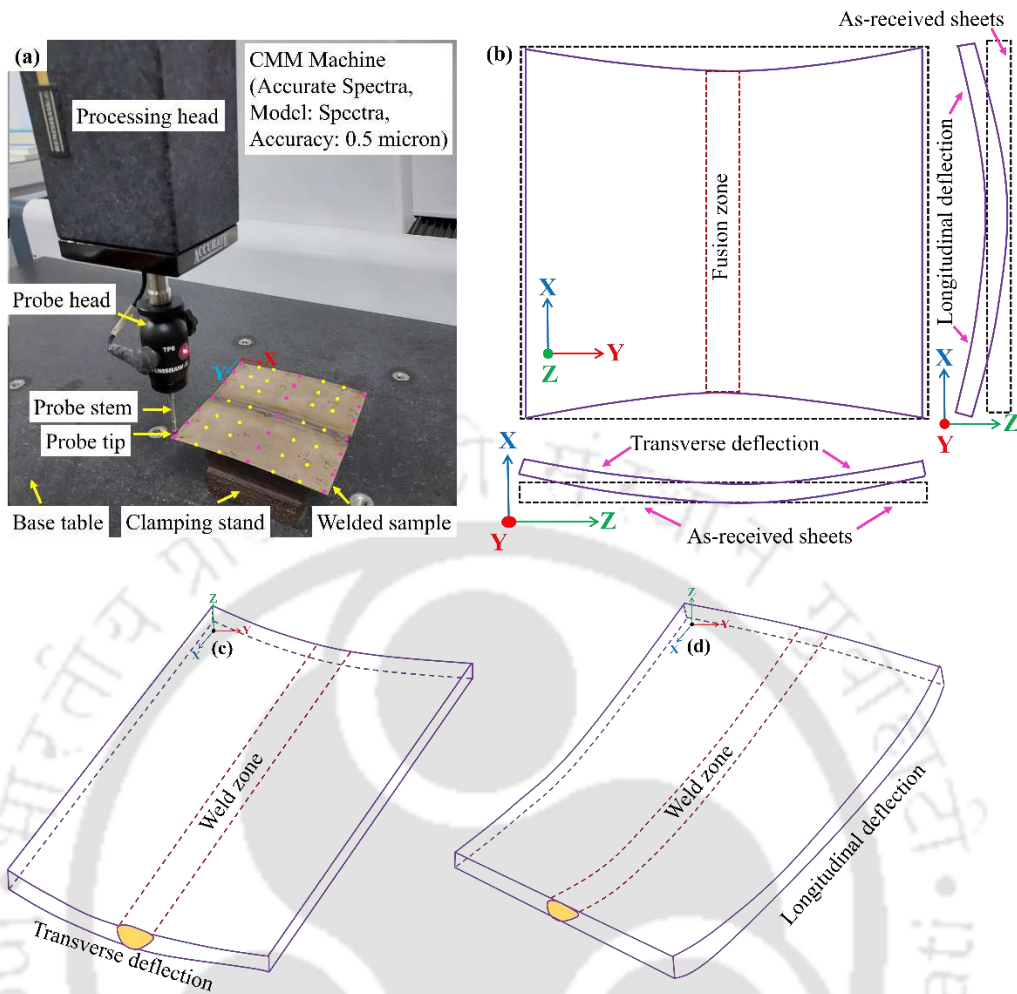 (a)
CMM Machine
(Accurate Spectra,
Model: Spectra,
Accuracy: 0.5 micron)
Processing head
ACCURATE
Probe head
TP8
Probe stem
Probe tip
Y
X
Base table
Clamping stand
Welded sample
(b)
As-received sheets
Fusion zone
Longitudinal deflection
X
Y
Z
X
Z
Y
Transverse deflection
X
Z
Y
As-received sheets
Z
Y
X
(c)
Weld zone
Transverse deflection
Z
Y
X
(d)
Weld zone
Longitudinal deflection